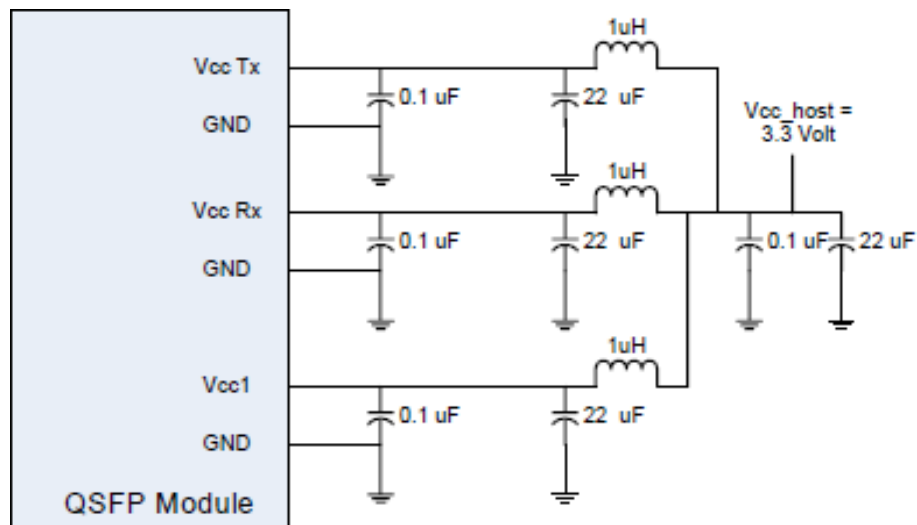 1uH
Vcc Tx
0.1 uF
22 uF
GND
Vcc_host =
3.3 Volt
1uH
Vcc Rx
0.1 uF
22 uF
0.1 uF
22 uF
GND
1uH
Vcc1
0.1 uF
22 uF
GND
QSFP Module